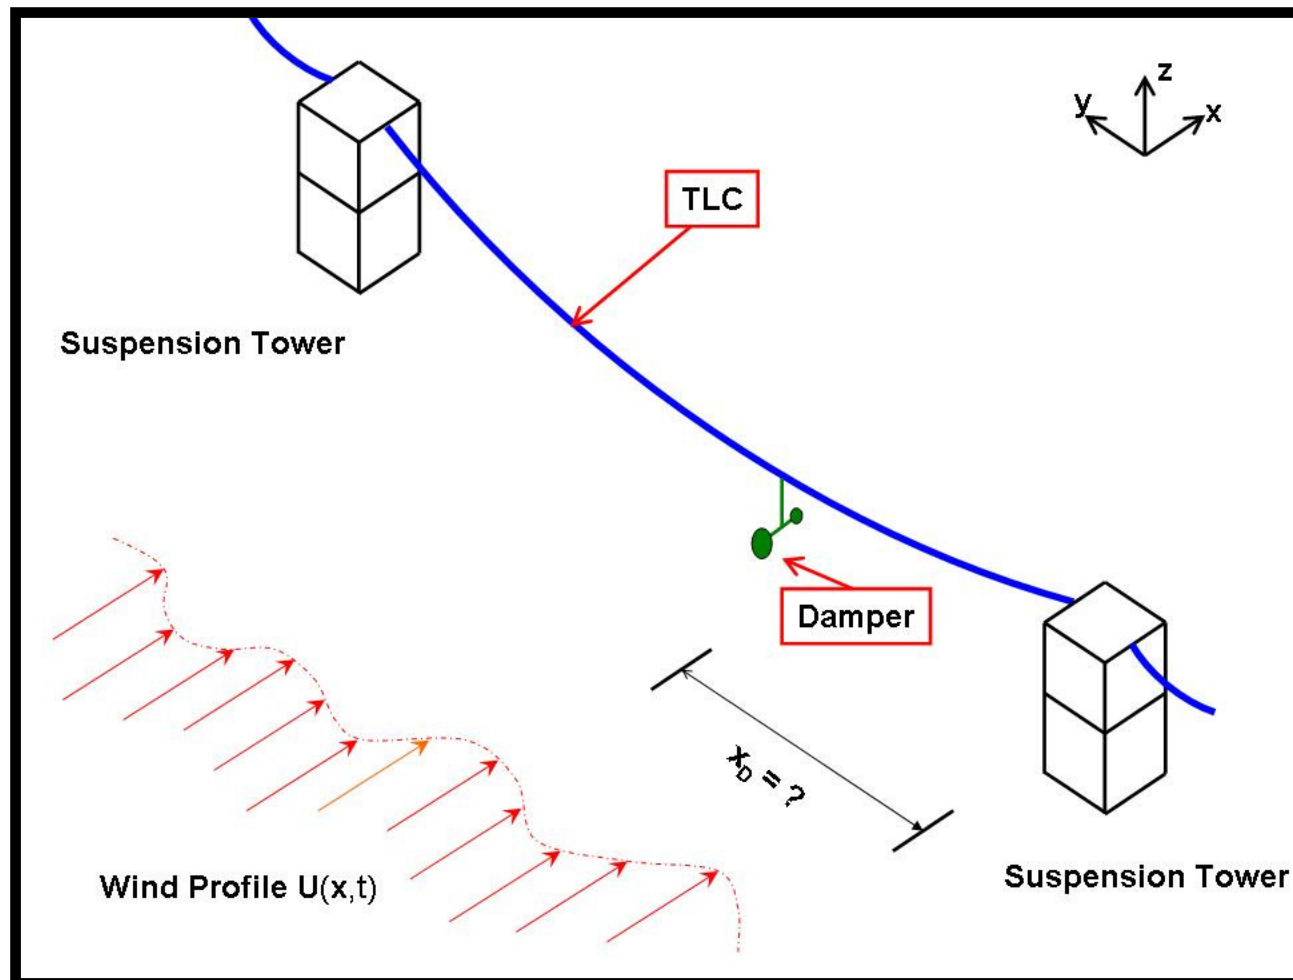 z
y
x
TLC
Suspension Tower
Damper
x_D = ?
Wind Profile U(x,t)
Suspension Tower